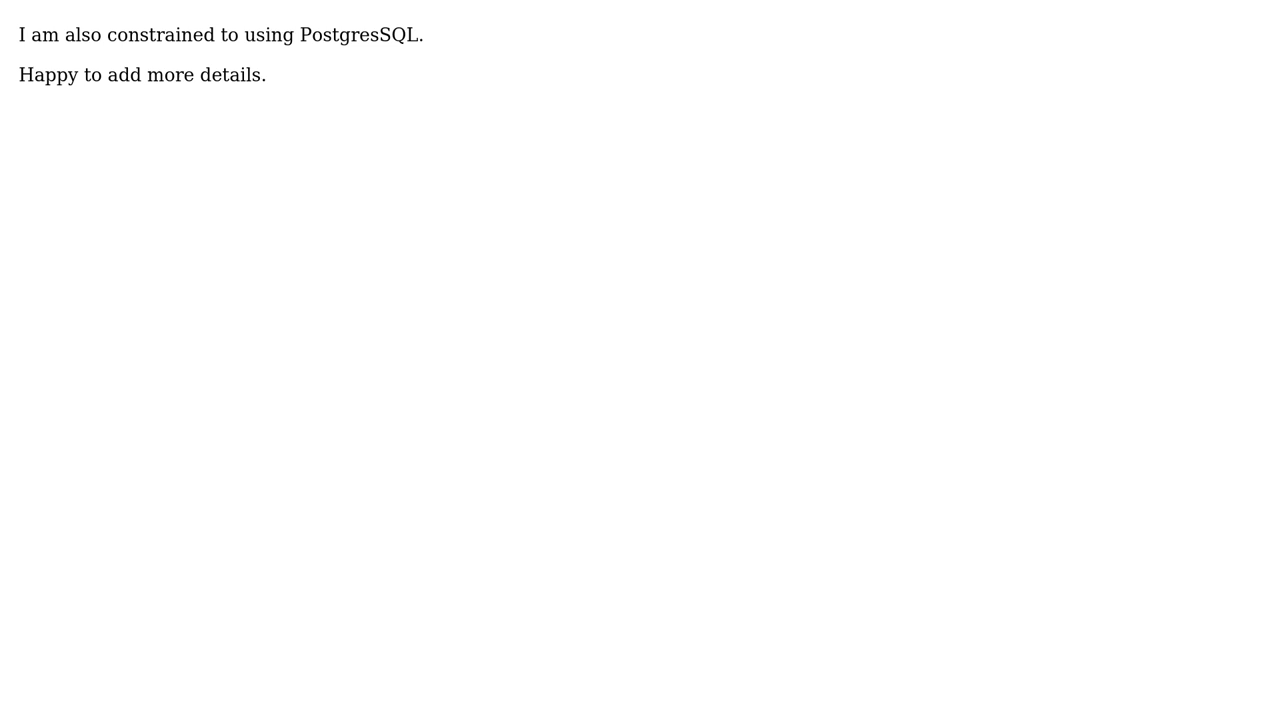 I am also constrained to using PostgresSQL.
Happy to add more details.